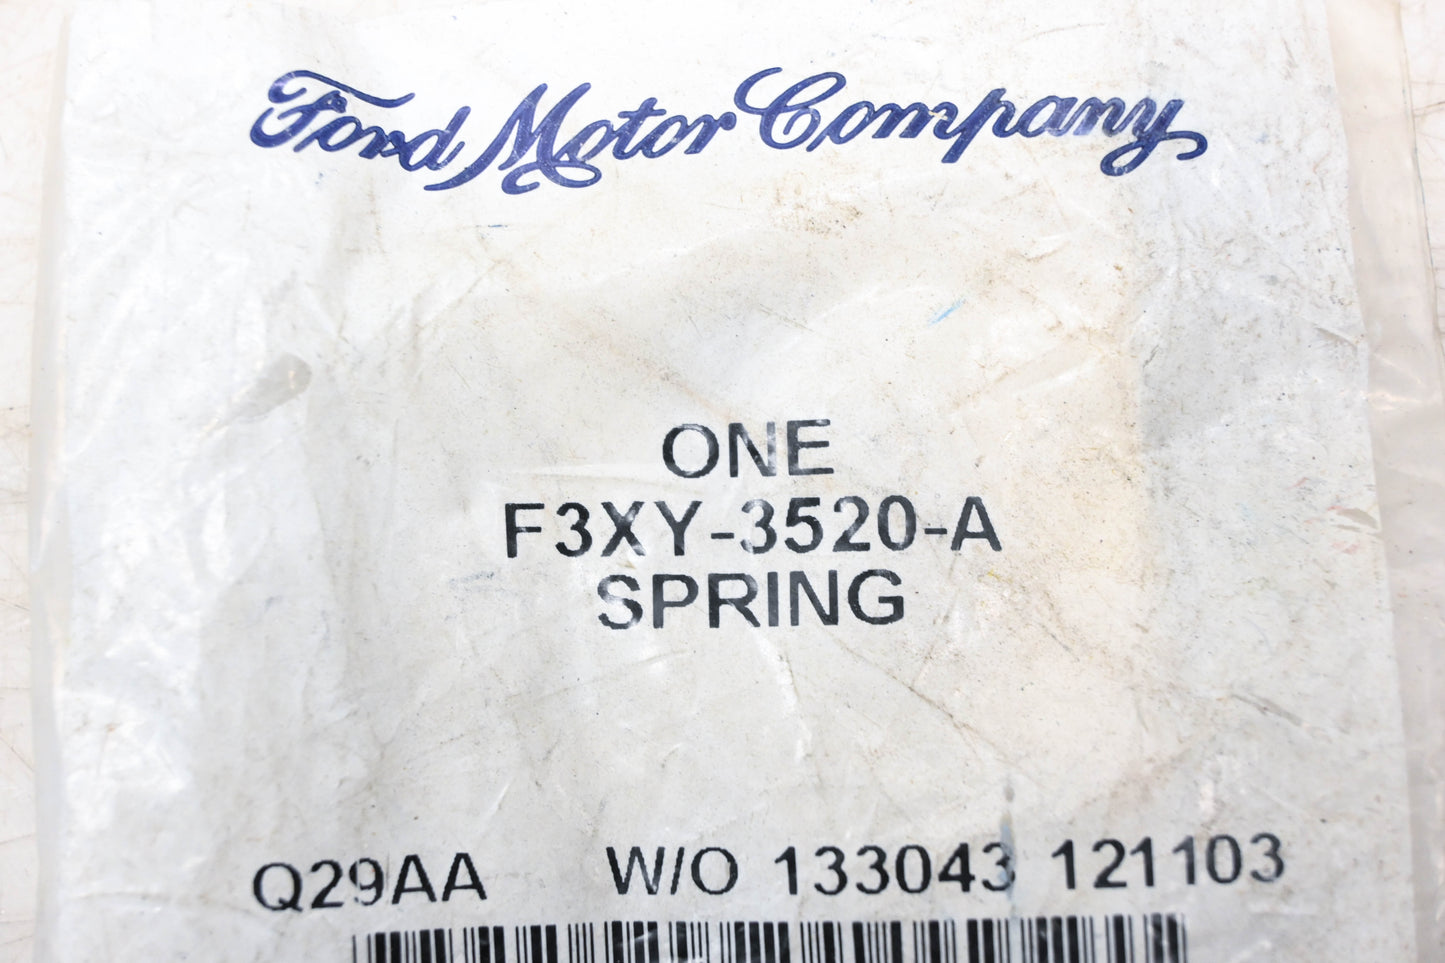 Ford Motor Company
ONE
F3XY-3520-A
SPRING
Q29AA W/O 133043 121103